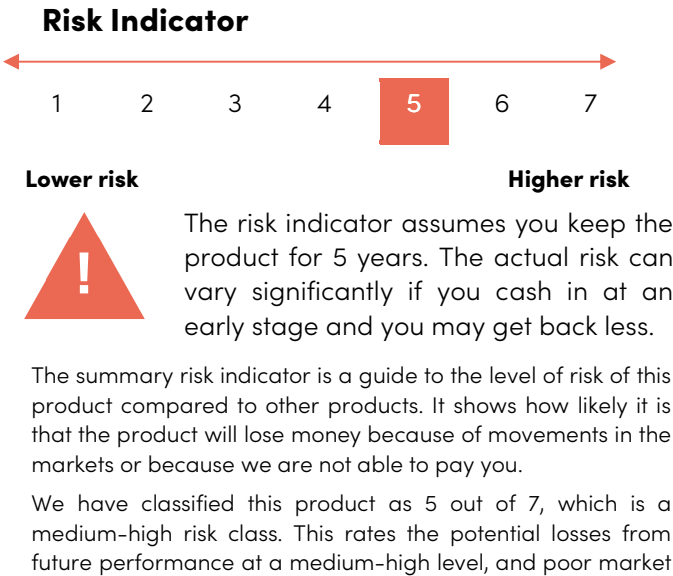 Risk Indicator
1 2 3 4 5 6 7
Lower risk Higher risk
!
The risk indicator assumes you keep the
product for 5 years. The actual risk can
vary significantly if you cash in at an
early stage and you may get back less.
The summary risk indicator is a guide to the level of risk of this
product compared to other products. It shows how likely it is
that the product will lose money because of movements in the
markets or because we are not able to pay you.
We have classified this product as 5 out of 7, which is a
medium-high risk class. This rates the potential losses from
future performance at a medium-high level, and poor market